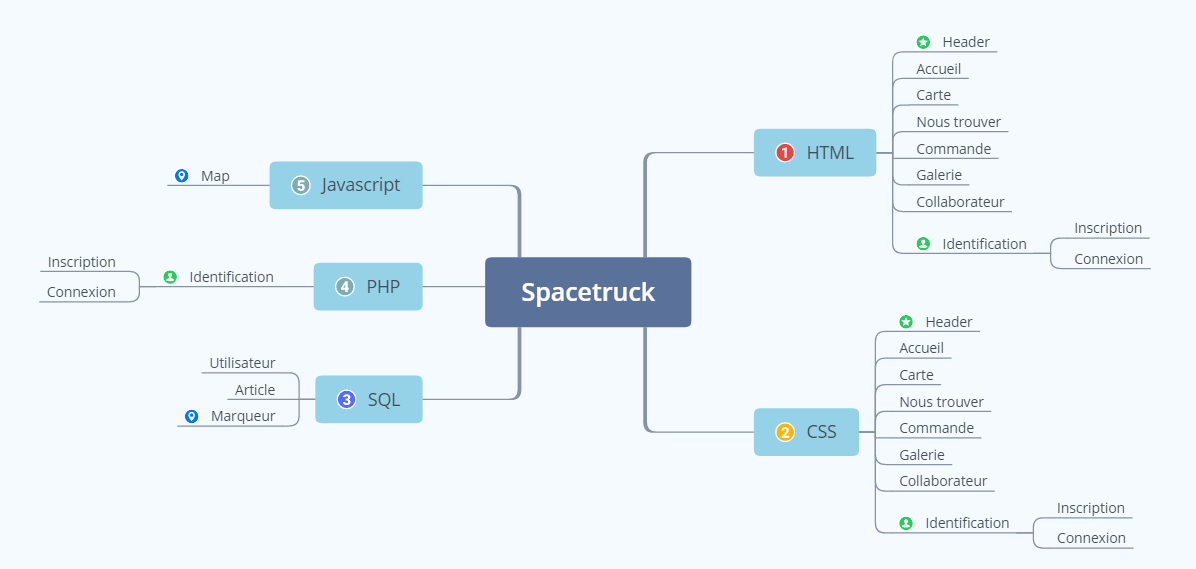 Spacetruck
1 HTML
Header
Accueil
Carte
Nous trouver
Commande
Galerie
Collaborateur
Identification
Inscription
Connexion
2 CSS
Header
Accueil
Carte
Nous trouver
Commande
Galerie
Collaborateur
Identification
Inscription
Connexion
3 SQL
Utilisateur
Article
Marqueur
4 PHP
Identification
Inscription
Connexion
5 Javascript
Map